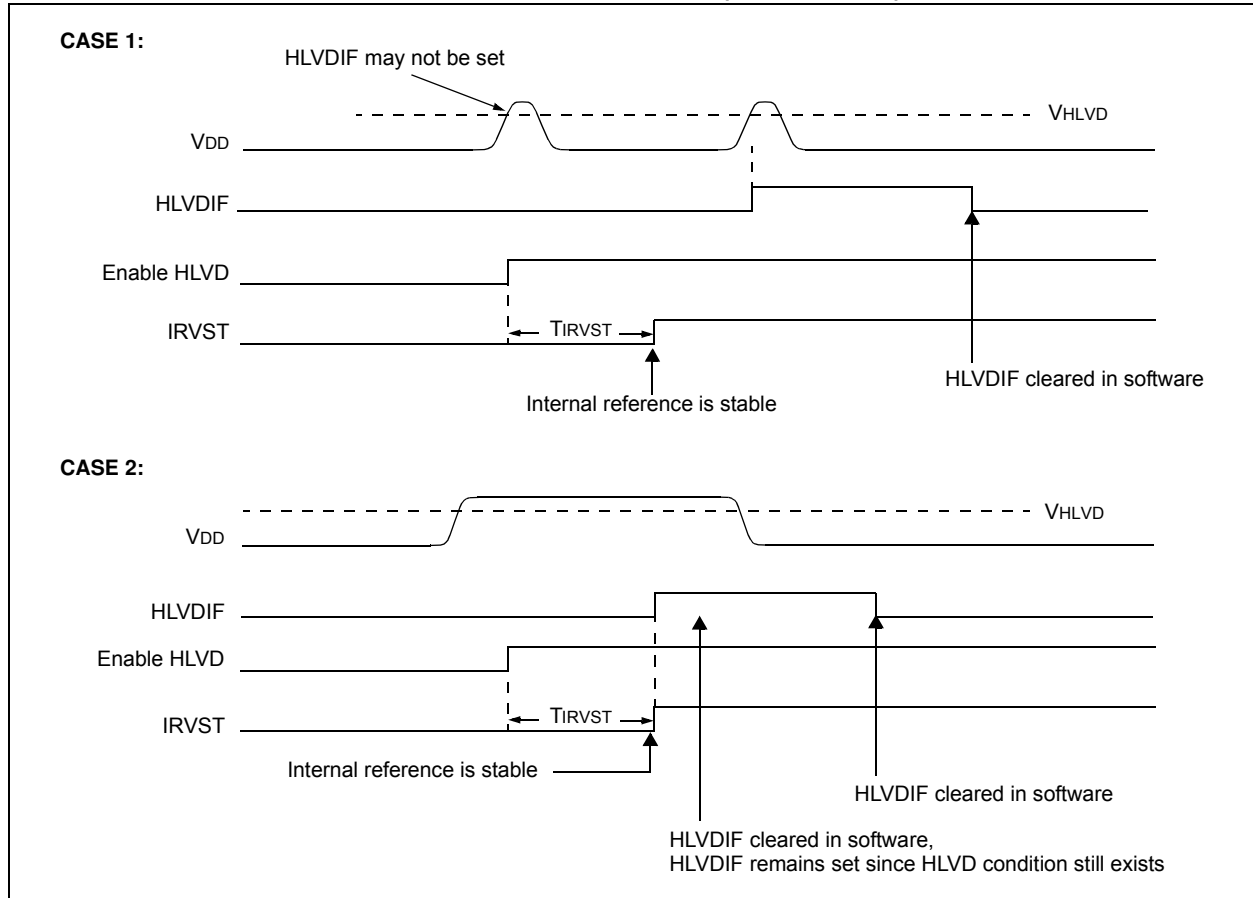 CASE 1:
HLVDIF may not be set
VHLVD
VDD
HLVDIF
Enable HLVD
TIRVST
IRVST
HLVDIF cleared in software
Internal reference is stable
CASE 2:
VHLVD
VDD
HLVDIF
Enable HLVD
TIRVST
IRVST
Internal reference is stable
HLVDIF cleared in software
HLVDIF cleared in software,
HLVDIF remains set since HLVD condition still exists